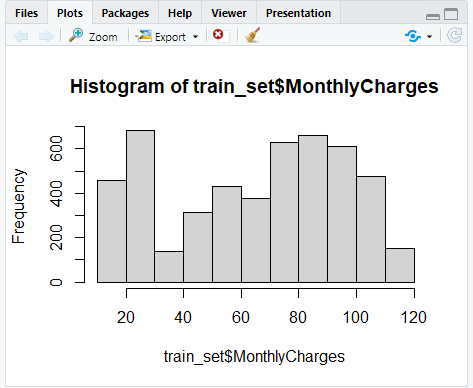 Files Plots Packages Help Viewer Presentation
Zoom Export
Histogram of train_set$MonthlyCharges
Frequency
600
400
200
0
20 40 60 80 100 120
train_set$MonthlyCharges